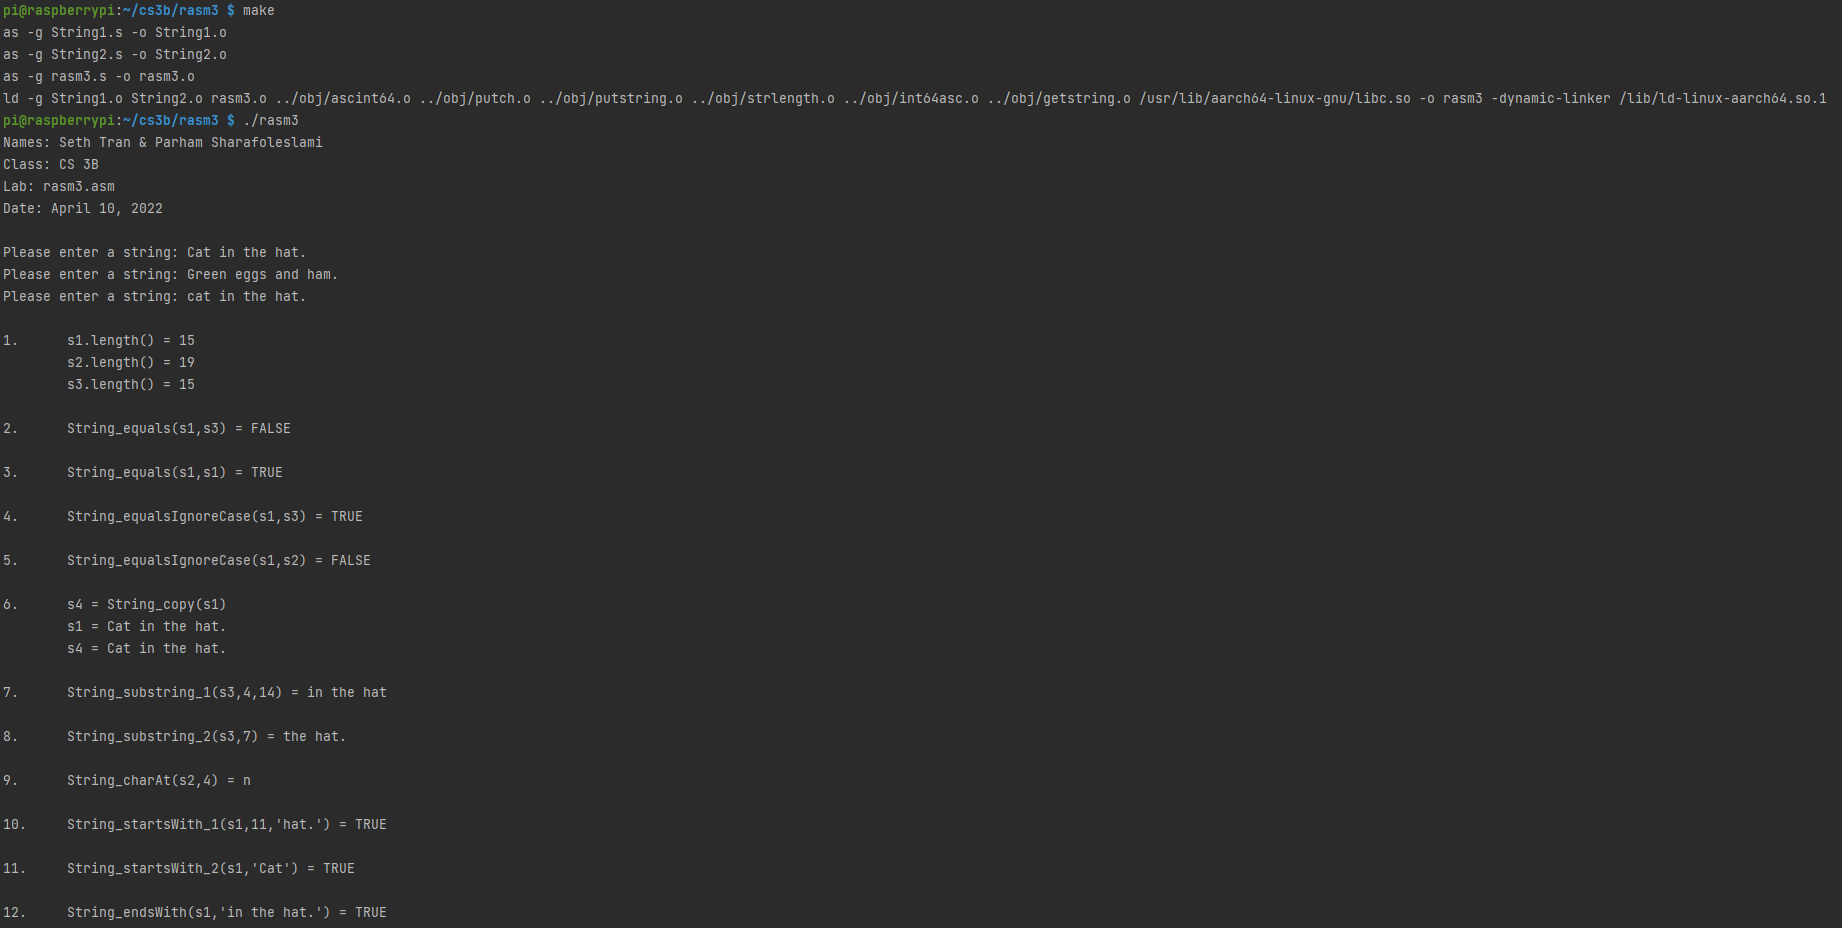 pi@raspberrypi:~/cs3b/rasm3 $ make
as -g String1.s -o String1.o
as -g String2.s -o String2.o
as -g rasm3.s -o rasm3.o
ld -g String1.o String2.o rasm3.o ../obj/ascint64.o ../obj/putch.o ../obj/putstring.o ../obj/strlength.o ../obj/int64asc.o ../obj/getstring.o /usr/lib/aarch64-linux-gnu/libc.so -o rasm3 -dynamic-linker /lib/ld-linux-aarch64.so.1
pi@raspberrypi:~/cs3b/rasm3 $ ./rasm3
Names: Seth Tran & Parham Sharafoleslami
Class: CS 3B
Lab: rasm3.asm
Date: April 10, 2022
Please enter a string: Cat in the hat.
Please enter a string: Green eggs and ham.
Please enter a string: cat in the hat.
1.      s1.length() = 15
        s2.length() = 19
        s3.length() = 15
2.      String_equals(s1,s3) = FALSE
3.      String_equals(s1,s1) = TRUE
4.      String_equalsIgnoreCase(s1,s3) = TRUE
5.      String_equalsIgnoreCase(s1,s2) = FALSE
6.      s4 = String_copy(s1)
        s1 = Cat in the hat.
        s4 = Cat in the hat.
7.      String_substring_1(s3,4,14) = in the hat
8.      String_substring_2(s3,7) = the hat.
9.      String_charAt(s2,4) = n
10.     String_startsWith_1(s1,11,'hat.') = TRUE
11.     String_startsWith_2(s1,'Cat') = TRUE
12.     String_endsWith(s1,'in the hat.') = TRUE